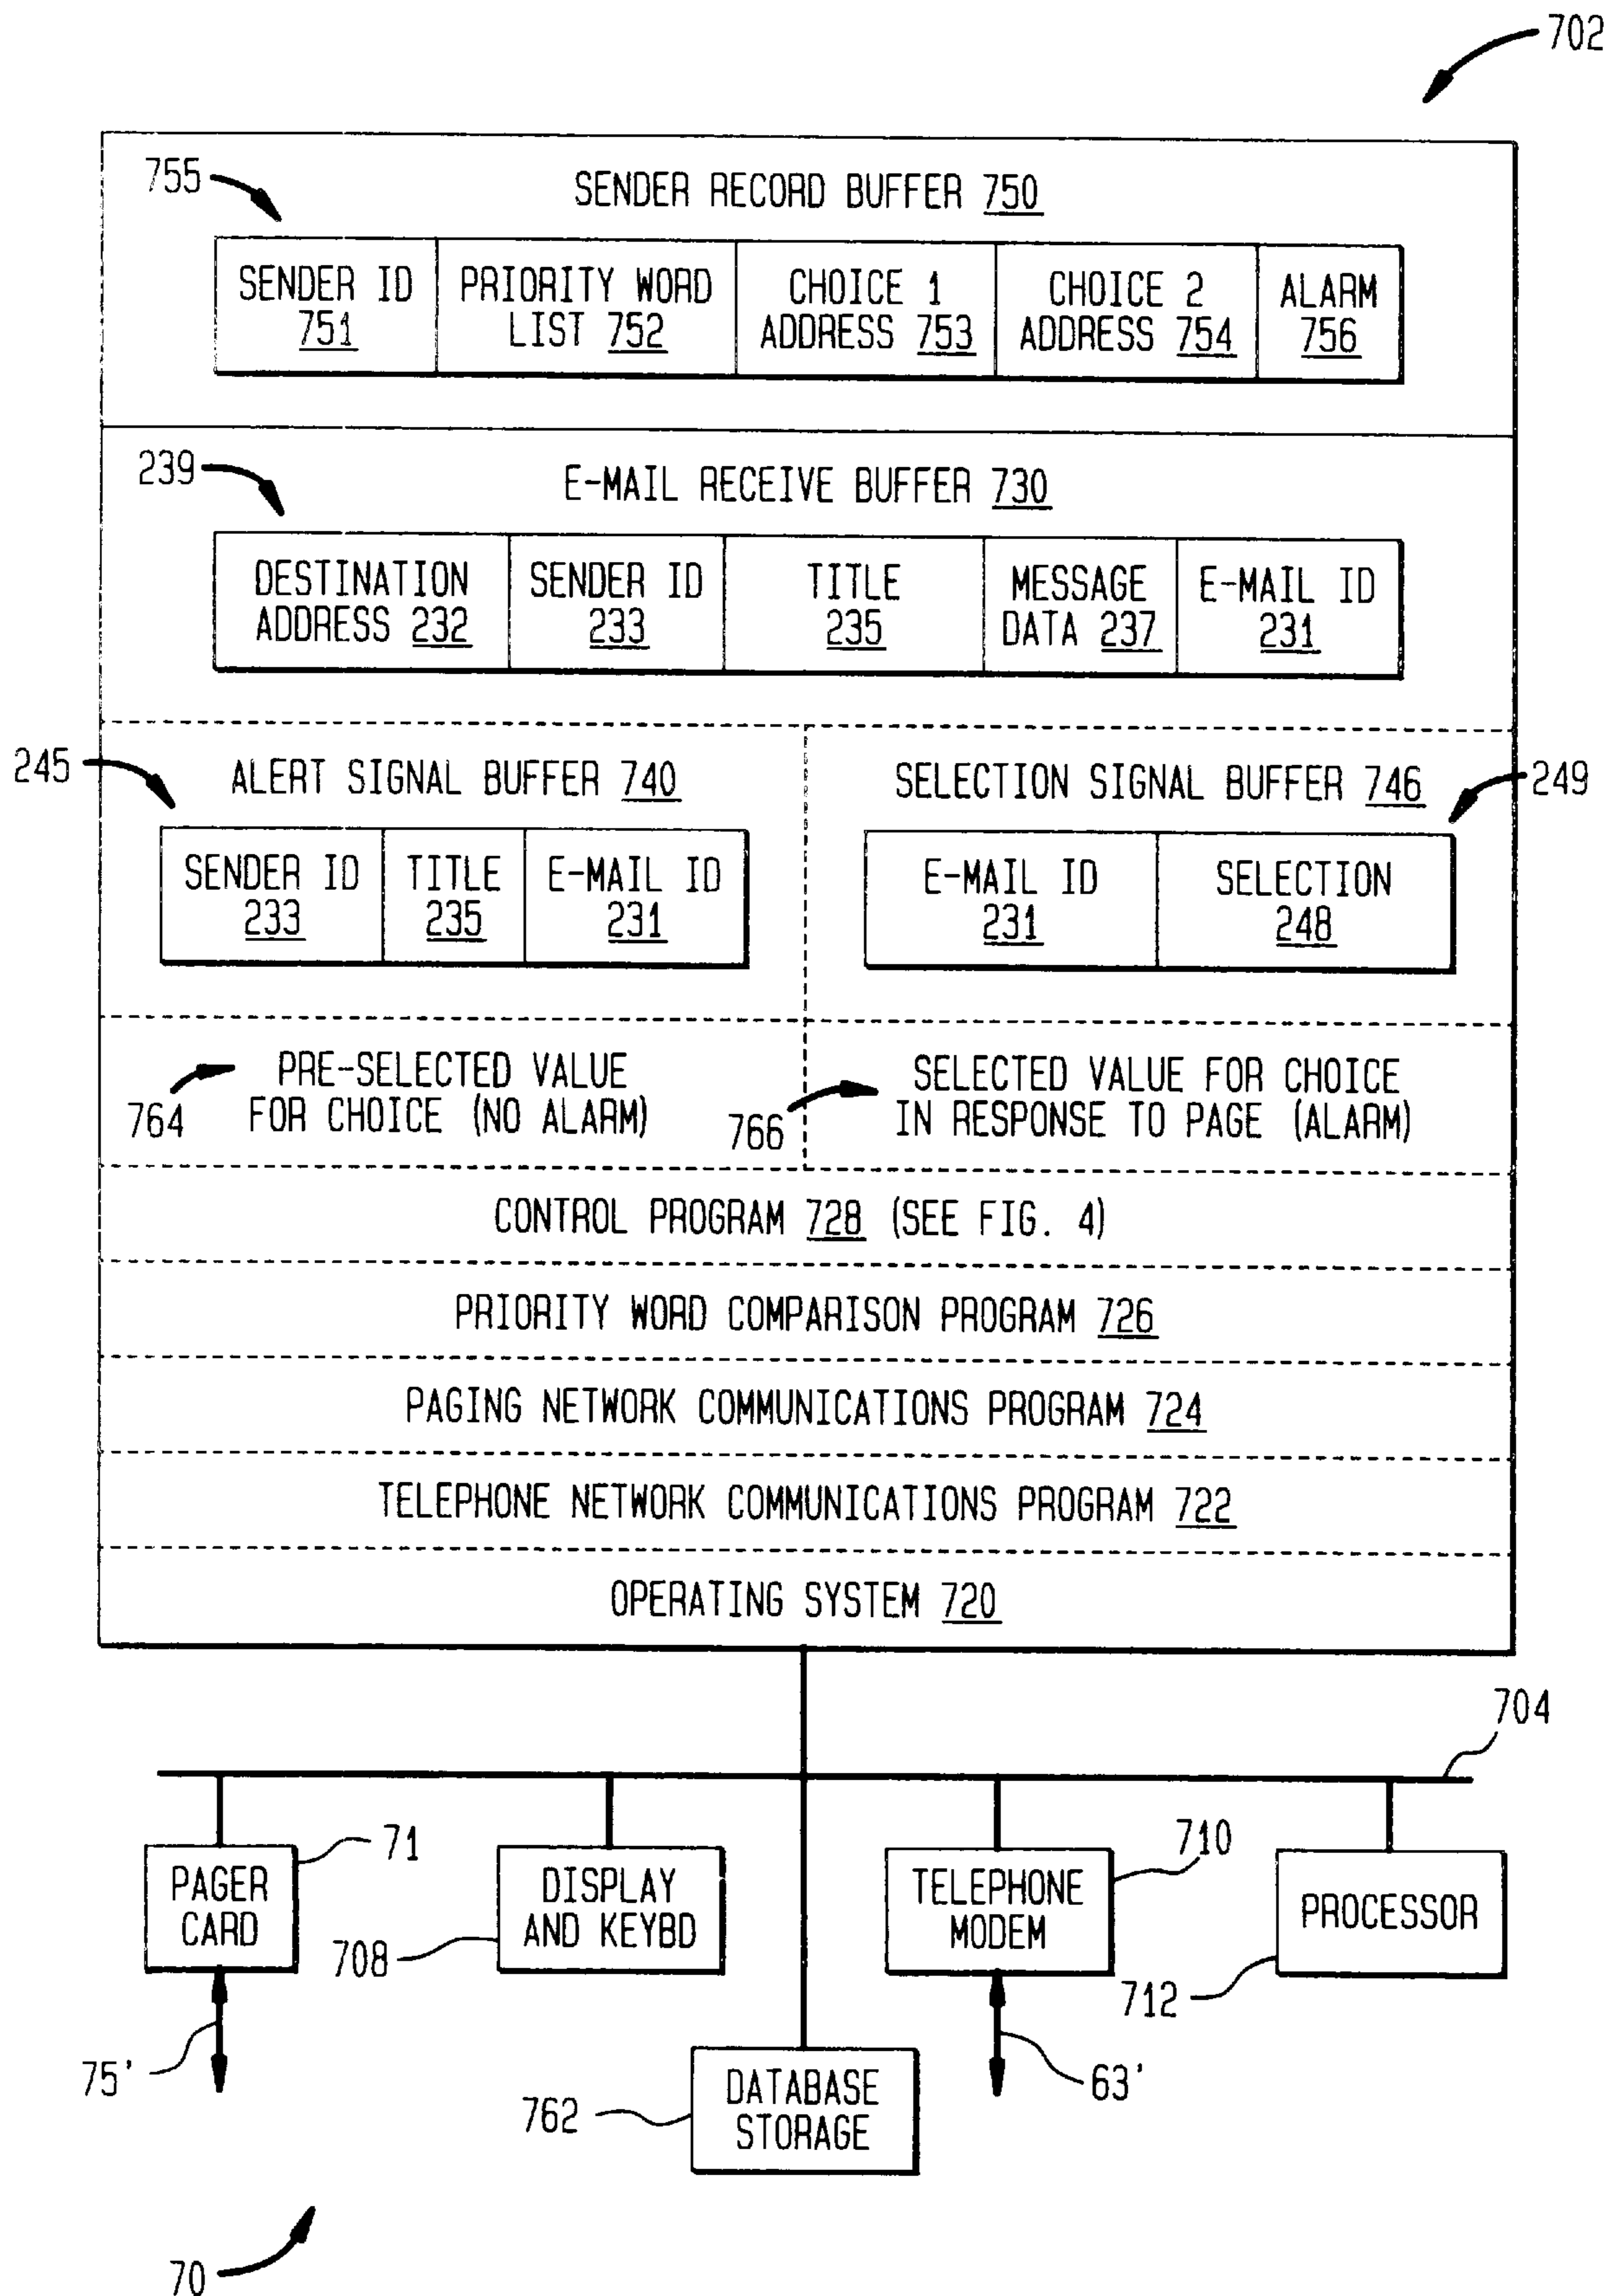 702
755
SENDER RECORD BUFFER 750
SENDER ID
751
PRIORITY WORD
LIST 752
CHOICE 1
ADDRESS 753
CHOICE 2
ADDRESS 754
ALARM
756
239
E-MAIL RECEIVE BUFFER 730
DESTINATION
ADDRESS 232
SENDER ID
233
TITLE
235
MESSAGE
DATA 237
E-MAIL ID
231
245
ALERT SIGNAL BUFFER 740
SENDER ID
233
TITLE
235
E-MAIL ID
231
SELECTION SIGNAL BUFFER 746
249
E-MAIL ID
231
SELECTION
248
764
PRE-SELECTED VALUE
FOR CHOICE (NO ALARM)
766
SELECTED VALUE FOR CHOICE
IN RESPONSE TO PAGE (ALARM)
CONTROL PROGRAM 728 (SEE FIG. 4)
PRIORITY WORD COMPARISON PROGRAM 726
PAGING NETWORK COMMUNICATIONS PROGRAM 724
TELEPHONE NETWORK COMMUNICATIONS PROGRAM 722
OPERATING SYSTEM 720
704
PAGER
CARD
71
DISPLAY
AND KEYBD
708
TELEPHONE
MODEM
710
PROCESSOR
712
75'
63'
DATABASE
STORAGE
762
70